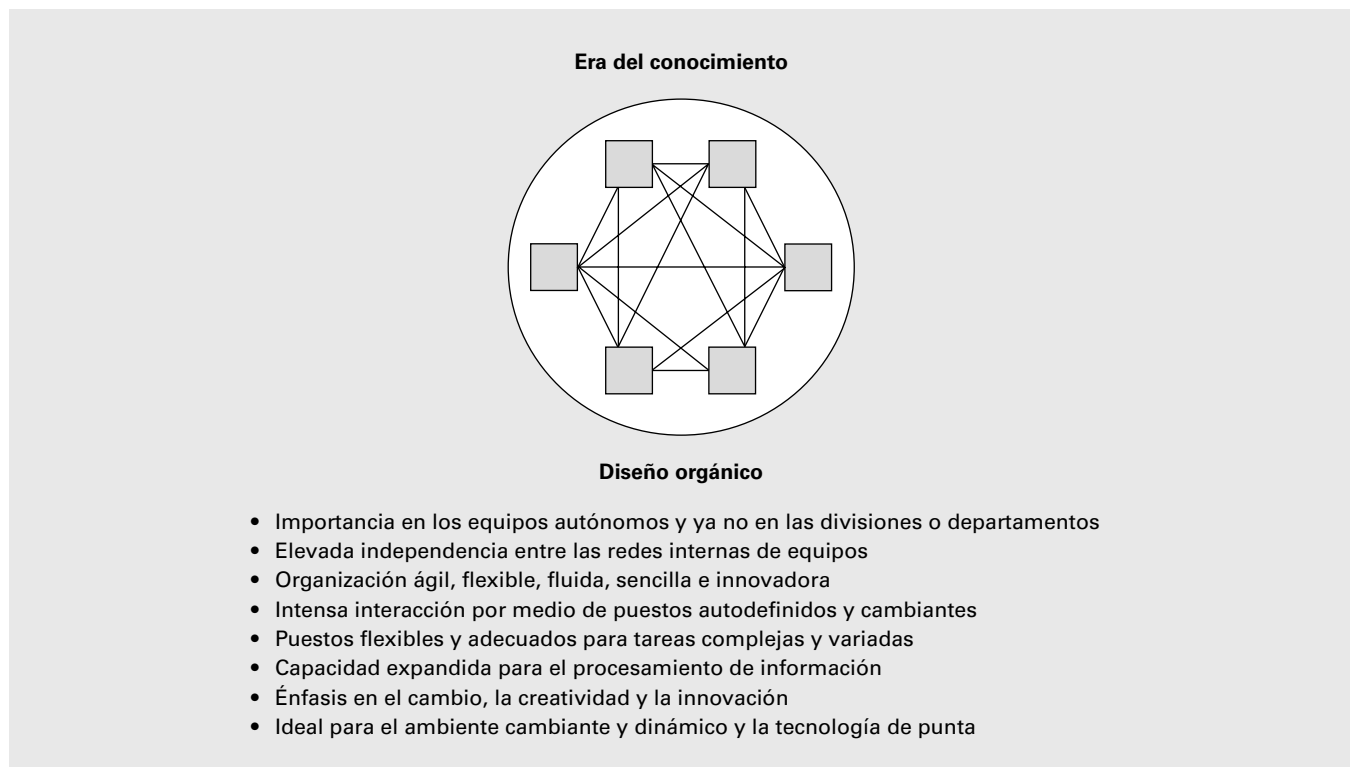 Era del conocimiento
Diseño orgánico
• Importancia en los equipos autónomos y ya no en las divisiones o departamentos
• Elevada independencia entre las redes internas de equipos
• Organización ágil, flexible, fluida, sencilla e innovadora
• Intensa interacción por medio de puestos autodefinidos y cambiantes
• Puestos flexibles y adecuados para tareas complejas y variadas
• Capacidad expandida para el procesamiento de información
• Énfasis en el cambio, la creatividad y la innovación
• Ideal para el ambiente cambiante y dinámico y la tecnología de punta